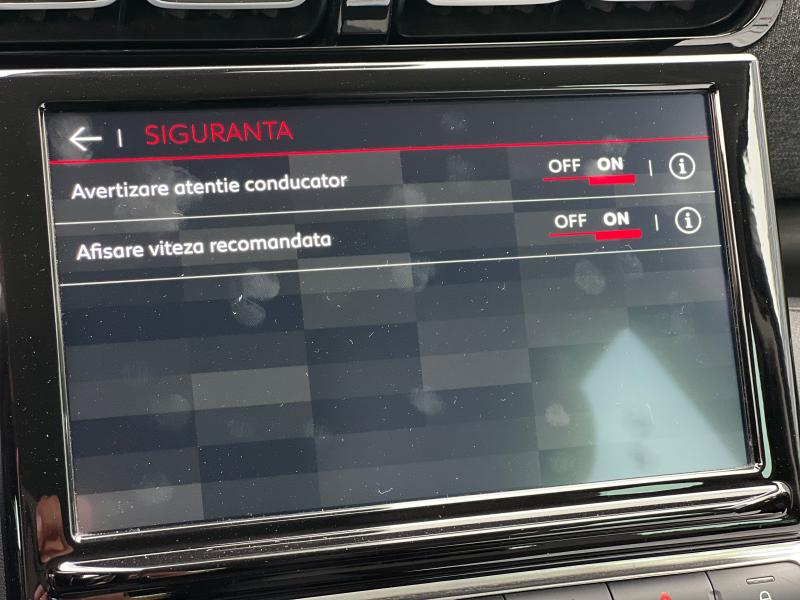 SIGURANTA
Avertizare atentie conducator OFF ON
Afisare viteza recomandata OFF ON